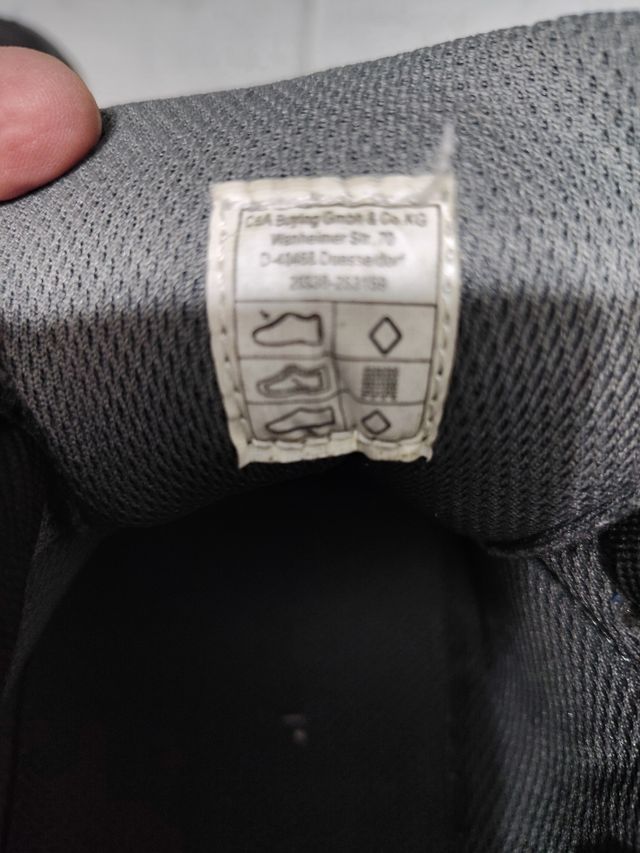 C&A Buying GmbH & Co. KG
Wanheimer Str. 70
D-40468 Duesseldorf